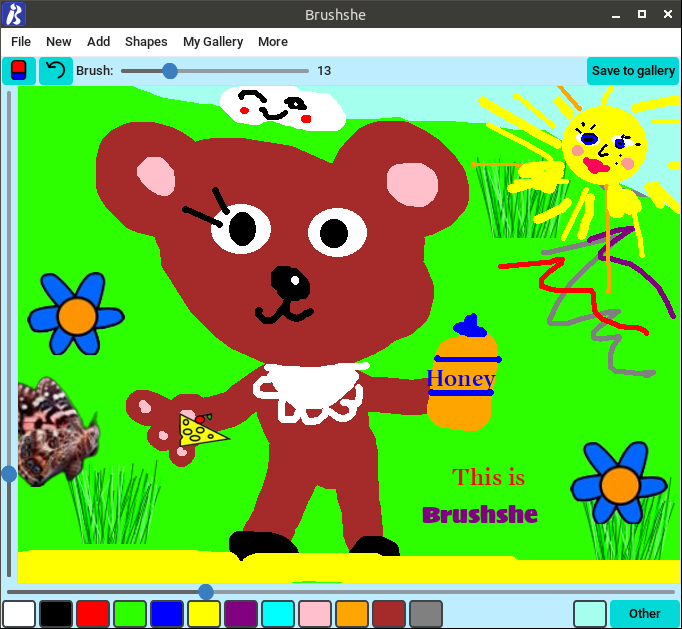 Brushshe
File New Add Shapes My Gallery More
Brush: 13 Save to gallery
Honey
This is
Brushshe
Other